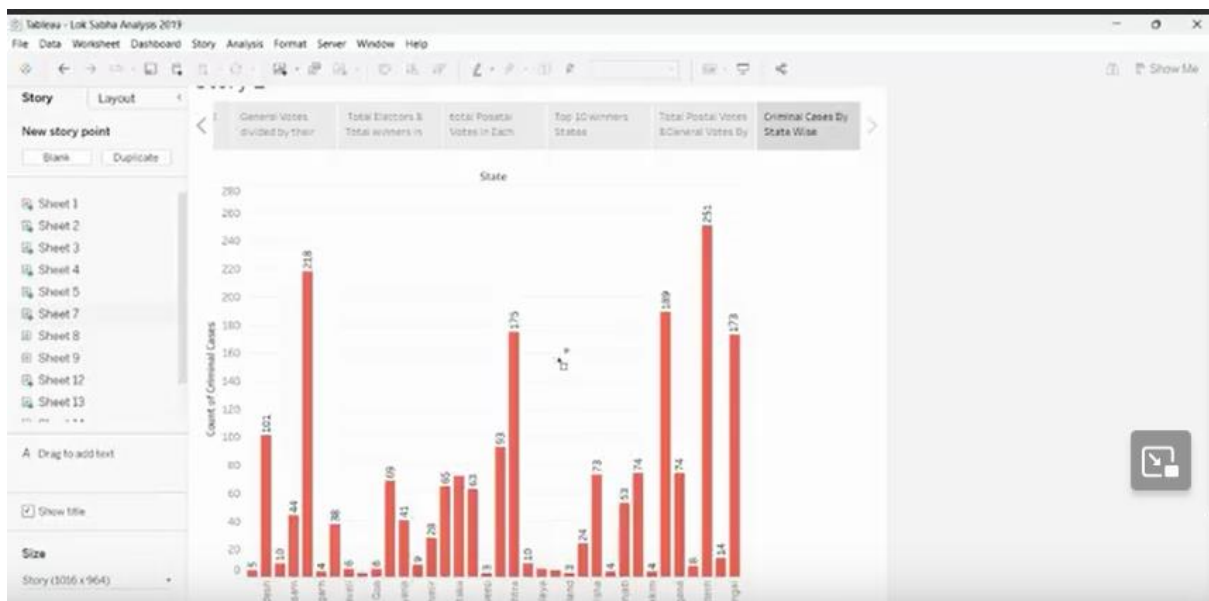 Tableau - Lok Sabha Analysis 2019
File Data Worksheet Dashboard Story Analysis Format Server Window Help
Show Me
Story Layout
New story point
Blank Duplicate
General Votes
divided by their
Total Electors &
Total winners in
total Posetal
Votes in Each
Top 10 winners
States
Total Postal Votes
&General Votes By
Criminal Cases By
State Wise
Sheet 1
Sheet 2
Sheet 3
Sheet 4
Sheet 5
Sheet 7
Sheet 8
Sheet 9
Sheet 12
Sheet 13
A Drag to add text
Show title
Size
Story (1016 x 964)
State
Count of Criminal Cases
280
260
240
220
200
180
160
140
120
100
80
60
40
20
0
5 101 10 44 218 4 38 6 6 69 41 9 28 65 63 3 93 175 10 3 24 73 4 53 74 4 189 74 8 251 14 173